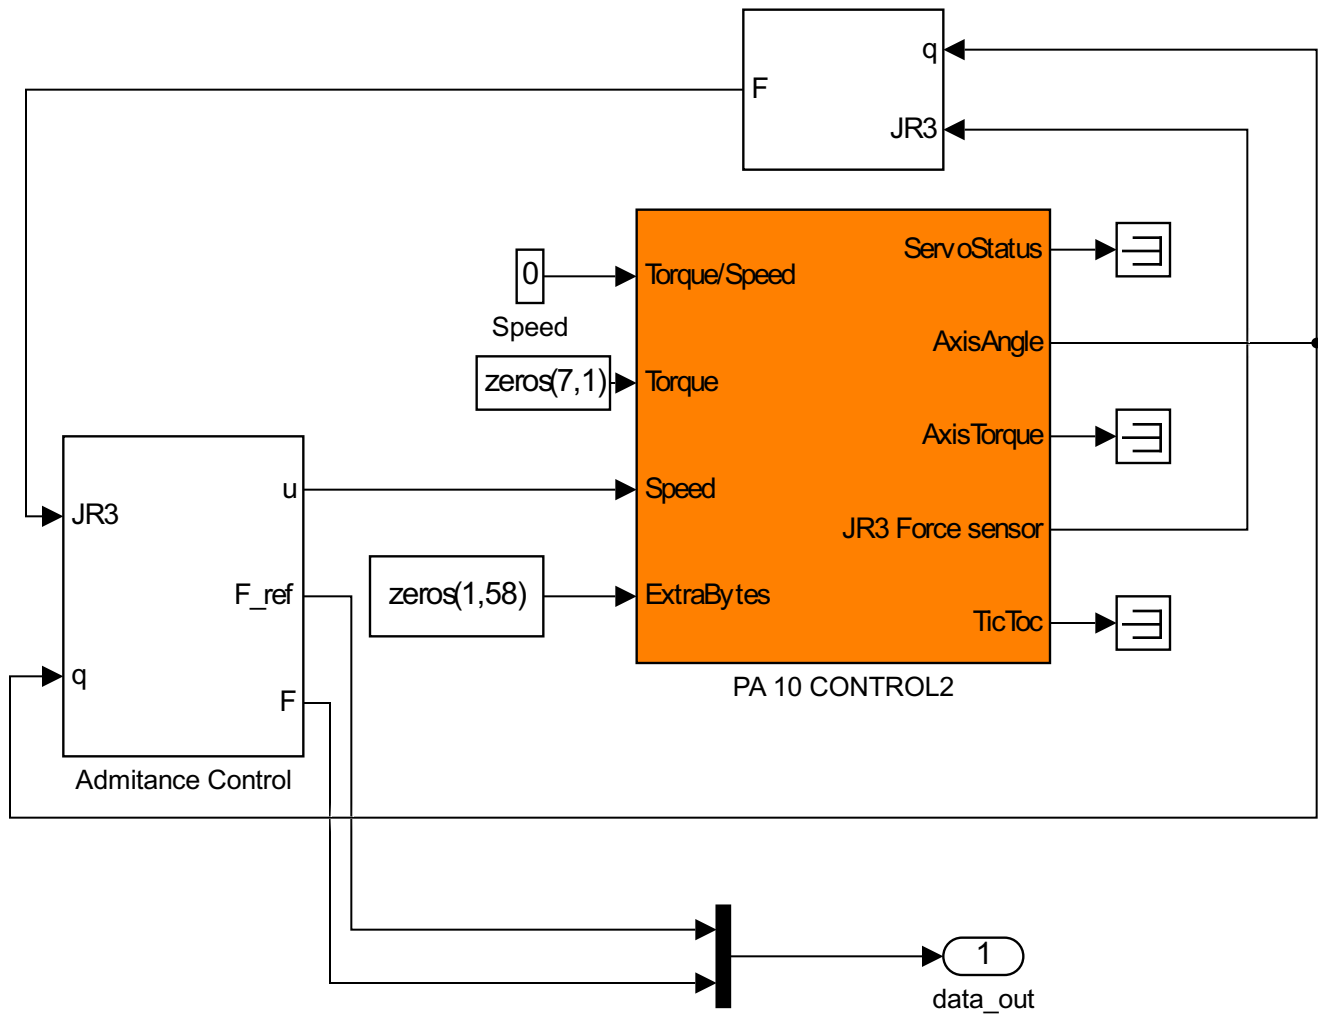 q
F
JR3
ServoStatus
0
Torque/Speed
Speed
AxisAngle
zeros(7,1)
Torque
AxisTorque
u
Speed
JR3
JR3 Force sensor
F_ref
zeros(1,58)
ExtraBytes
TicToc
q
F
PA 10 CONTROL2
Admitance Control
1
data_out